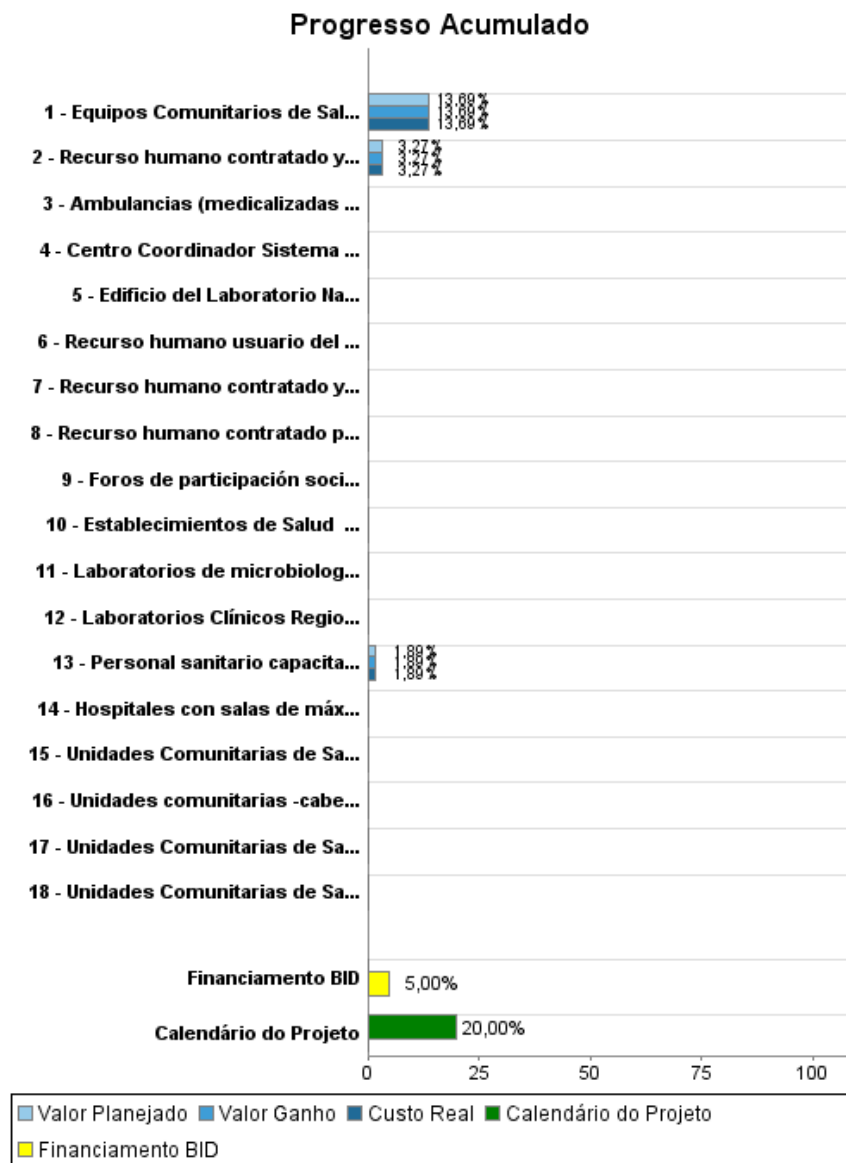 Progresso Acumulado
1 - Equipos Comunitarios de Sal...
13,69%
13,69%
13,69%
2 - Recurso humano contratado y...
3,27%
3,27%
3,27%
3 - Ambulancias (medicalizadas ...
4 - Centro Coordinador Sistema ...
5 - Edificio del Laboratorio Na...
6 - Recurso humano usuario del ...
7 - Recurso humano contratado y...
8 - Recurso humano contratado p...
9 - Foros de participación soci...
10 - Establecimientos de Salud ...
11 - Laboratorios de microbiolog...
12 - Laboratorios Clínicos Regio...
13 - Personal sanitario capacita...
1,89%
1,89%
1,89%
14 - Hospitales con salas de máx...
15 - Unidades Comunitarias de Sa...
16 - Unidades comunitarias -cabe...
17 - Unidades Comunitarias de Sa...
18 - Unidades Comunitarias de Sa...
Financiamento BID 5,00%
Calendário do Projeto 20,00%
0 25 50 75 100
Valor Planejado Valor Ganho Custo Real Calendário do Projeto
Financiamento BID